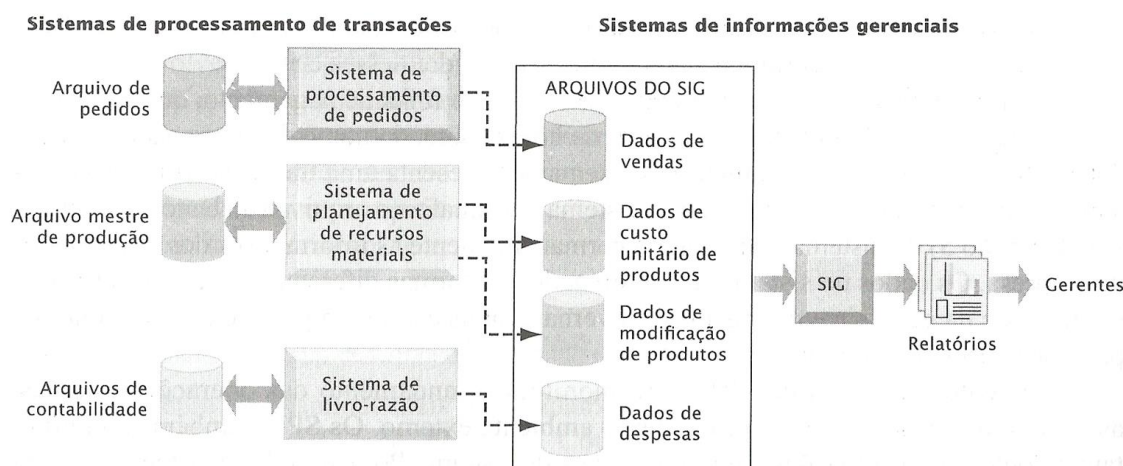 Sistemas de processamento de transações
Sistemas de informações gerenciais
Arquivo de
pedidos
Sistema de
processamento
de pedidos
Arquivo mestre
de produção
Sistema de
planejamento
de recursos
materiais
Arquivos de
contabilidade
Sistema de
livro-razão
ARQUIVOS DO SIG
Dados de
vendas
Dados de
custo
unitário de
produtos
Dados de
modificação
de produtos
Dados de
despesas
SIG
Relatórios
Gerentes